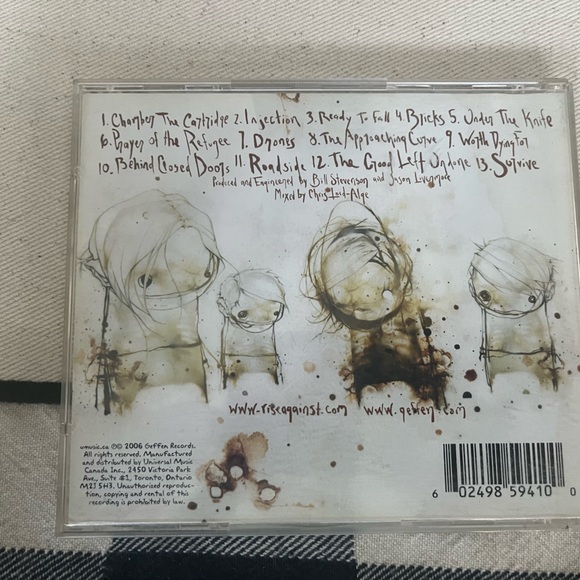 1. Chamber The Cartridge 2. Injection 3. Ready To Fall 4. Bricks 5. Under The Knife
6. Prayer of the Refugee 7. Drones 8. The Approaching Curve 9. Worth Dying For
10. Behind Closed Doors 11. Roadside 12. The Good Left Undone 13. Survive
Produced and Engineered by Bill Stevenson and Jason Livermore
Mixed by Chris Lord-Alge
www.riseagainst.com www.geffen.com
umusic.ca ℗© 2006 Geffen Records.
All rights reserved. Manufactured
and distributed by Universal Music
Canada Inc., 2450 Victoria Park
Ave., Suite #1, Toronto, Ontario
M2J 5H3. Unauthorized reproduc-
tion, copying and rental of this
recording is prohibited by law.
6 02498 59410 0